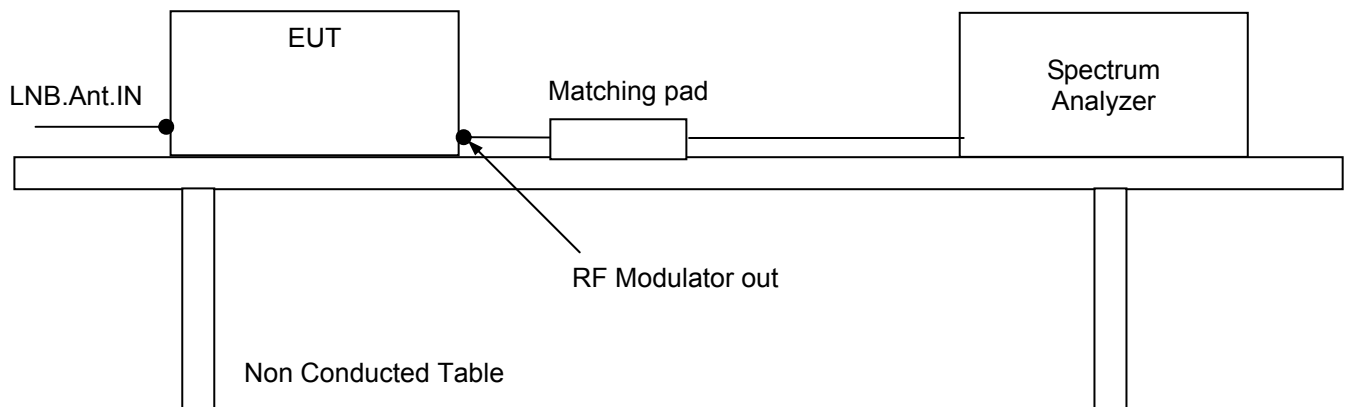 EUT
Spectrum
Analyzer
LNB.Ant.IN
Matching pad
RF Modulator out
Non Conducted Table